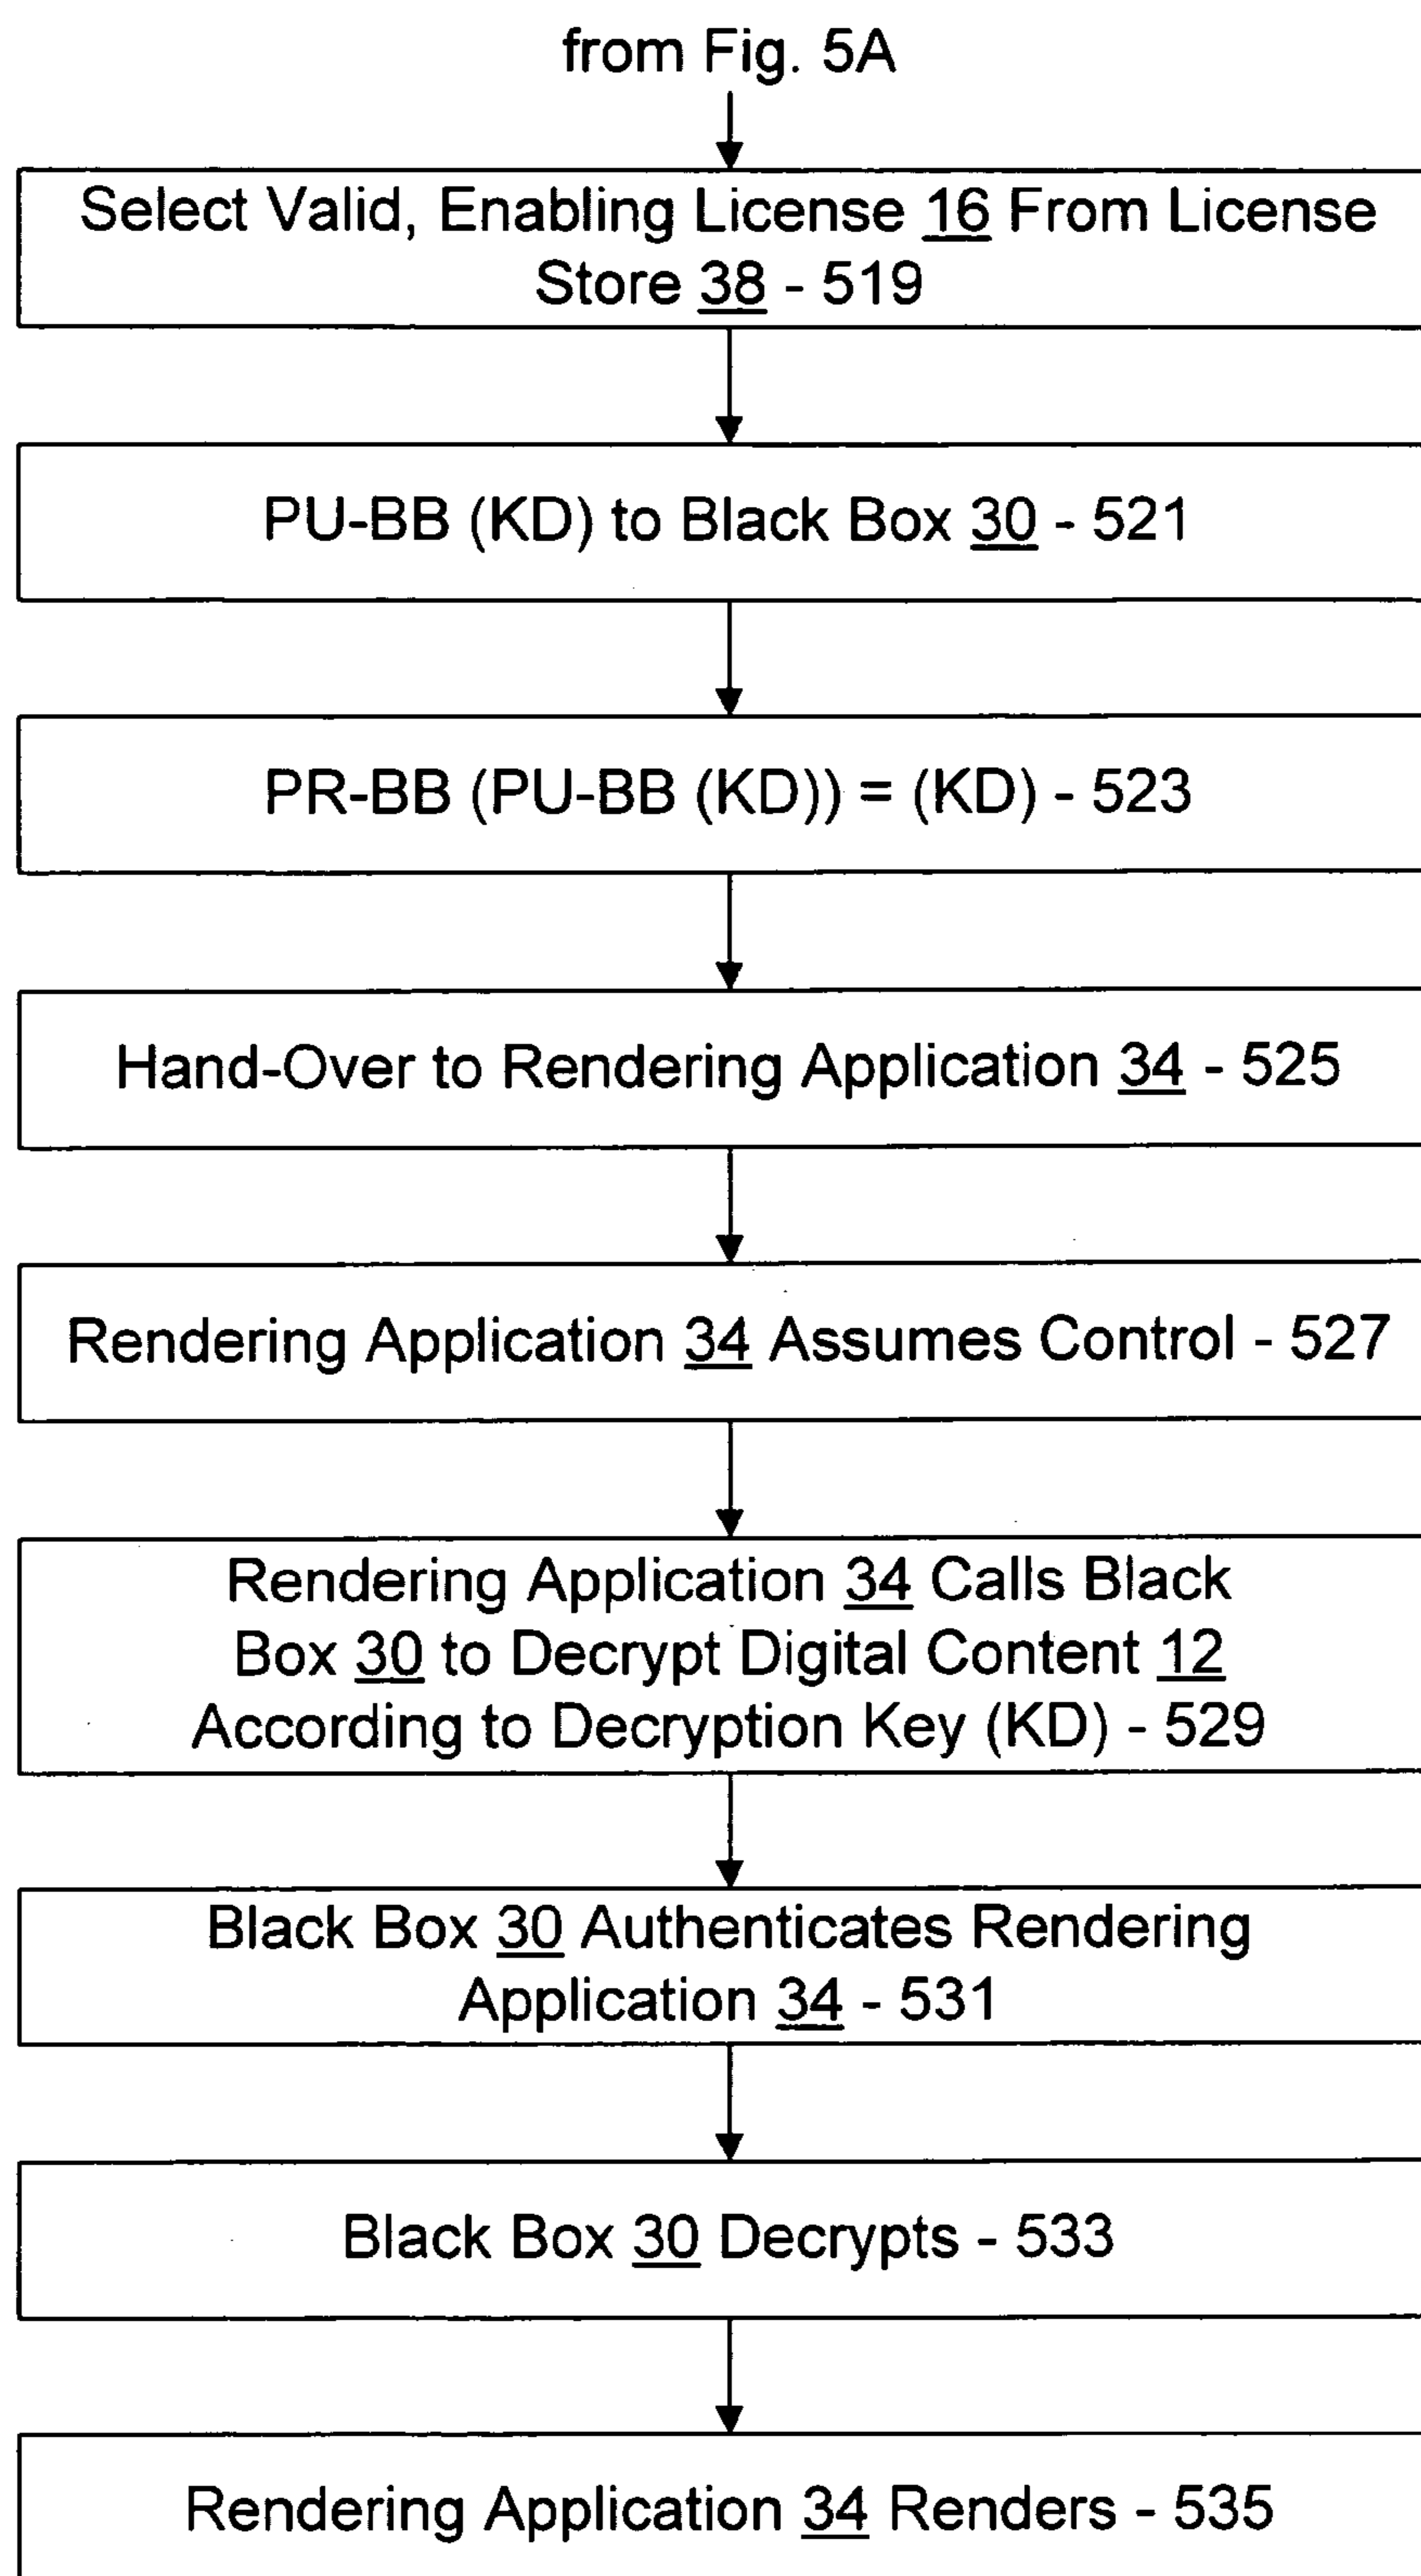 from Fig. 5A
Select Valid, Enabling License 16 From License
Store 38 - 519
PU-BB (KD) to Black Box 30 - 521
PR-BB (PU-BB (KD)) = (KD) - 523
Hand-Over to Rendering Application 34 - 525
Rendering Application 34 Assumes Control - 527
Rendering Application 34 Calls Black
Box 30 to Decrypt Digital Content 12
According to Decryption Key (KD) - 529
Black Box 30 Authenticates Rendering
Application 34 - 531
Black Box 30 Decrypts - 533
Rendering Application 34 Renders - 535